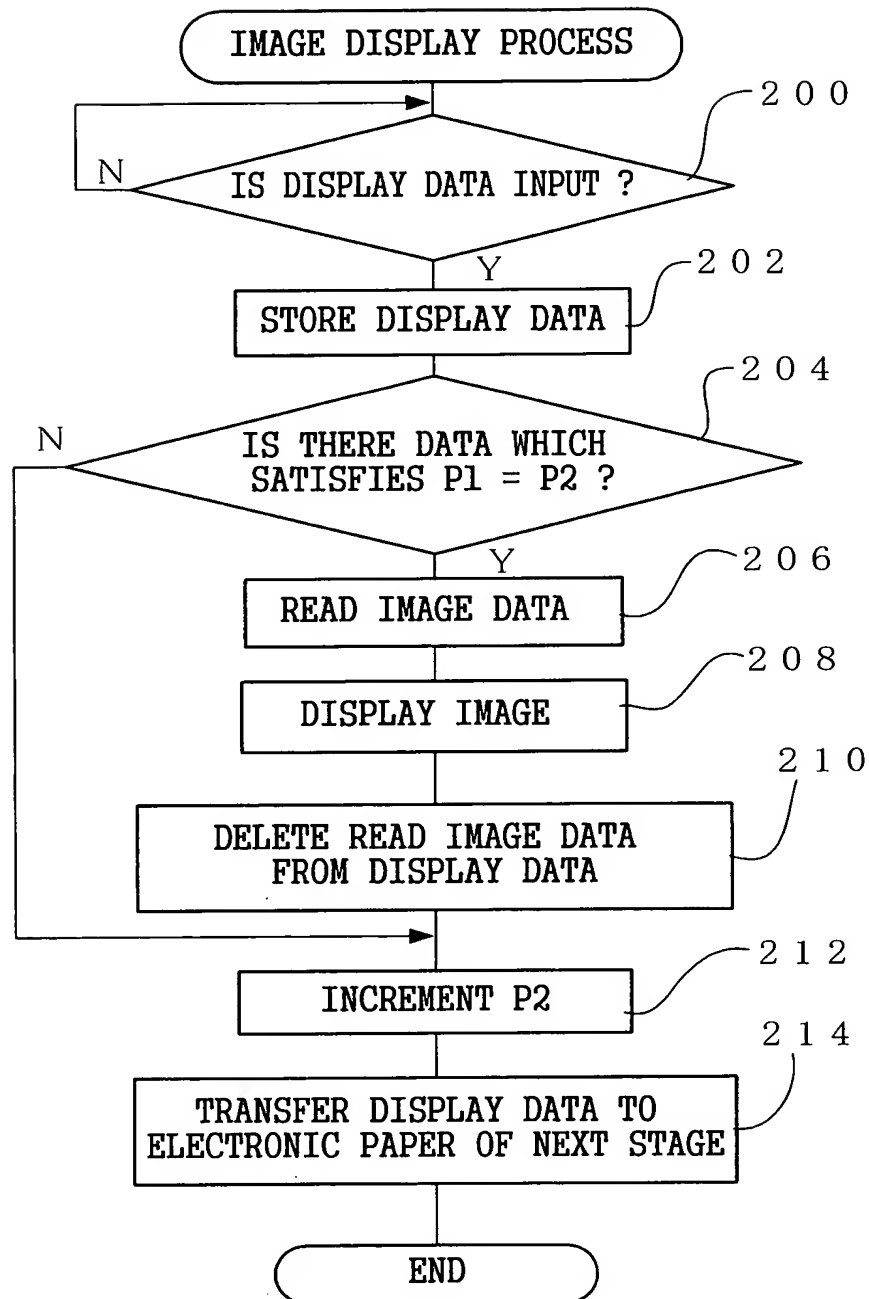 IMAGE DISPLAY PROCESS
200
N
IS DISPLAY DATA INPUT ?
Y
202
STORE DISPLAY DATA
204
N
IS THERE DATA WHICH
SATISFIES P1 = P2 ?
Y
206
READ IMAGE DATA
208
DISPLAY IMAGE
210
DELETE READ IMAGE DATA
FROM DISPLAY DATA
212
INCREMENT P2
214
TRANSFER DISPLAY DATA TO
ELECTRONIC PAPER OF NEXT STAGE
END